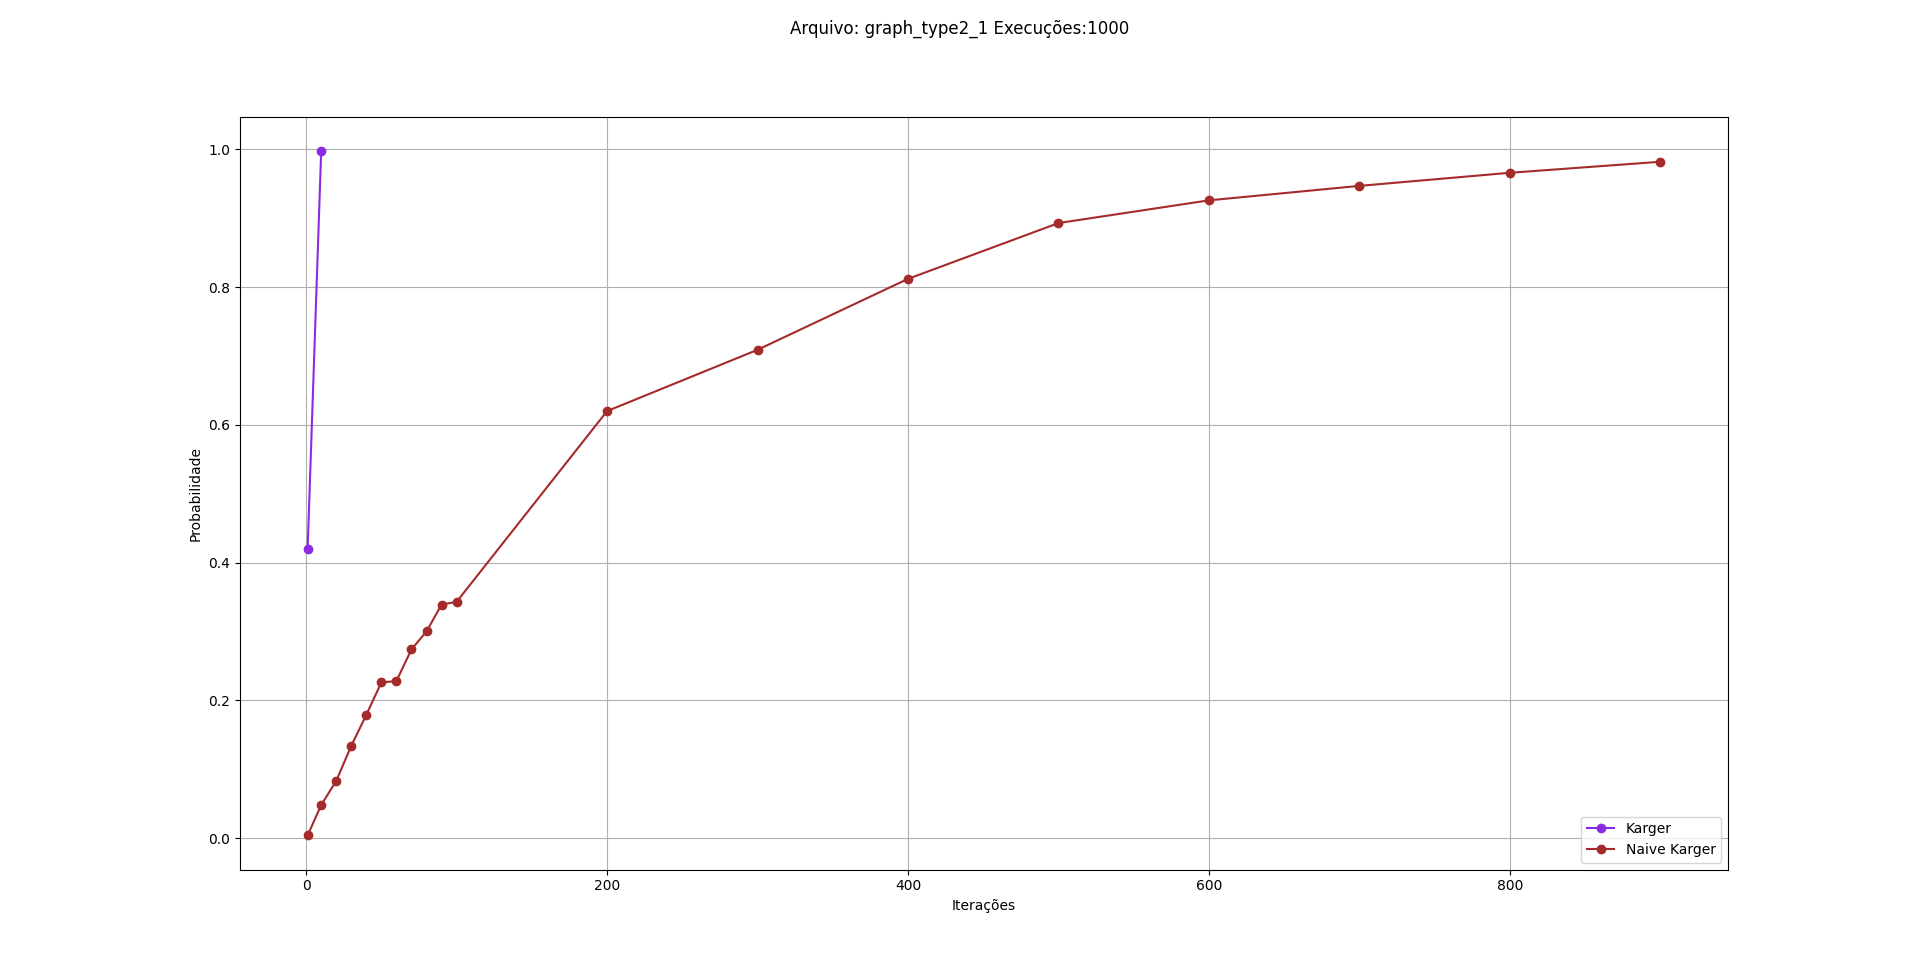 Arquivo: graph_type2_1 Execuções:1000
1.0
0.8
0.6
0.4
0.2
0.0
Probabilidade
0 200 400 600 800
Iterações
Karger
Naive Karger